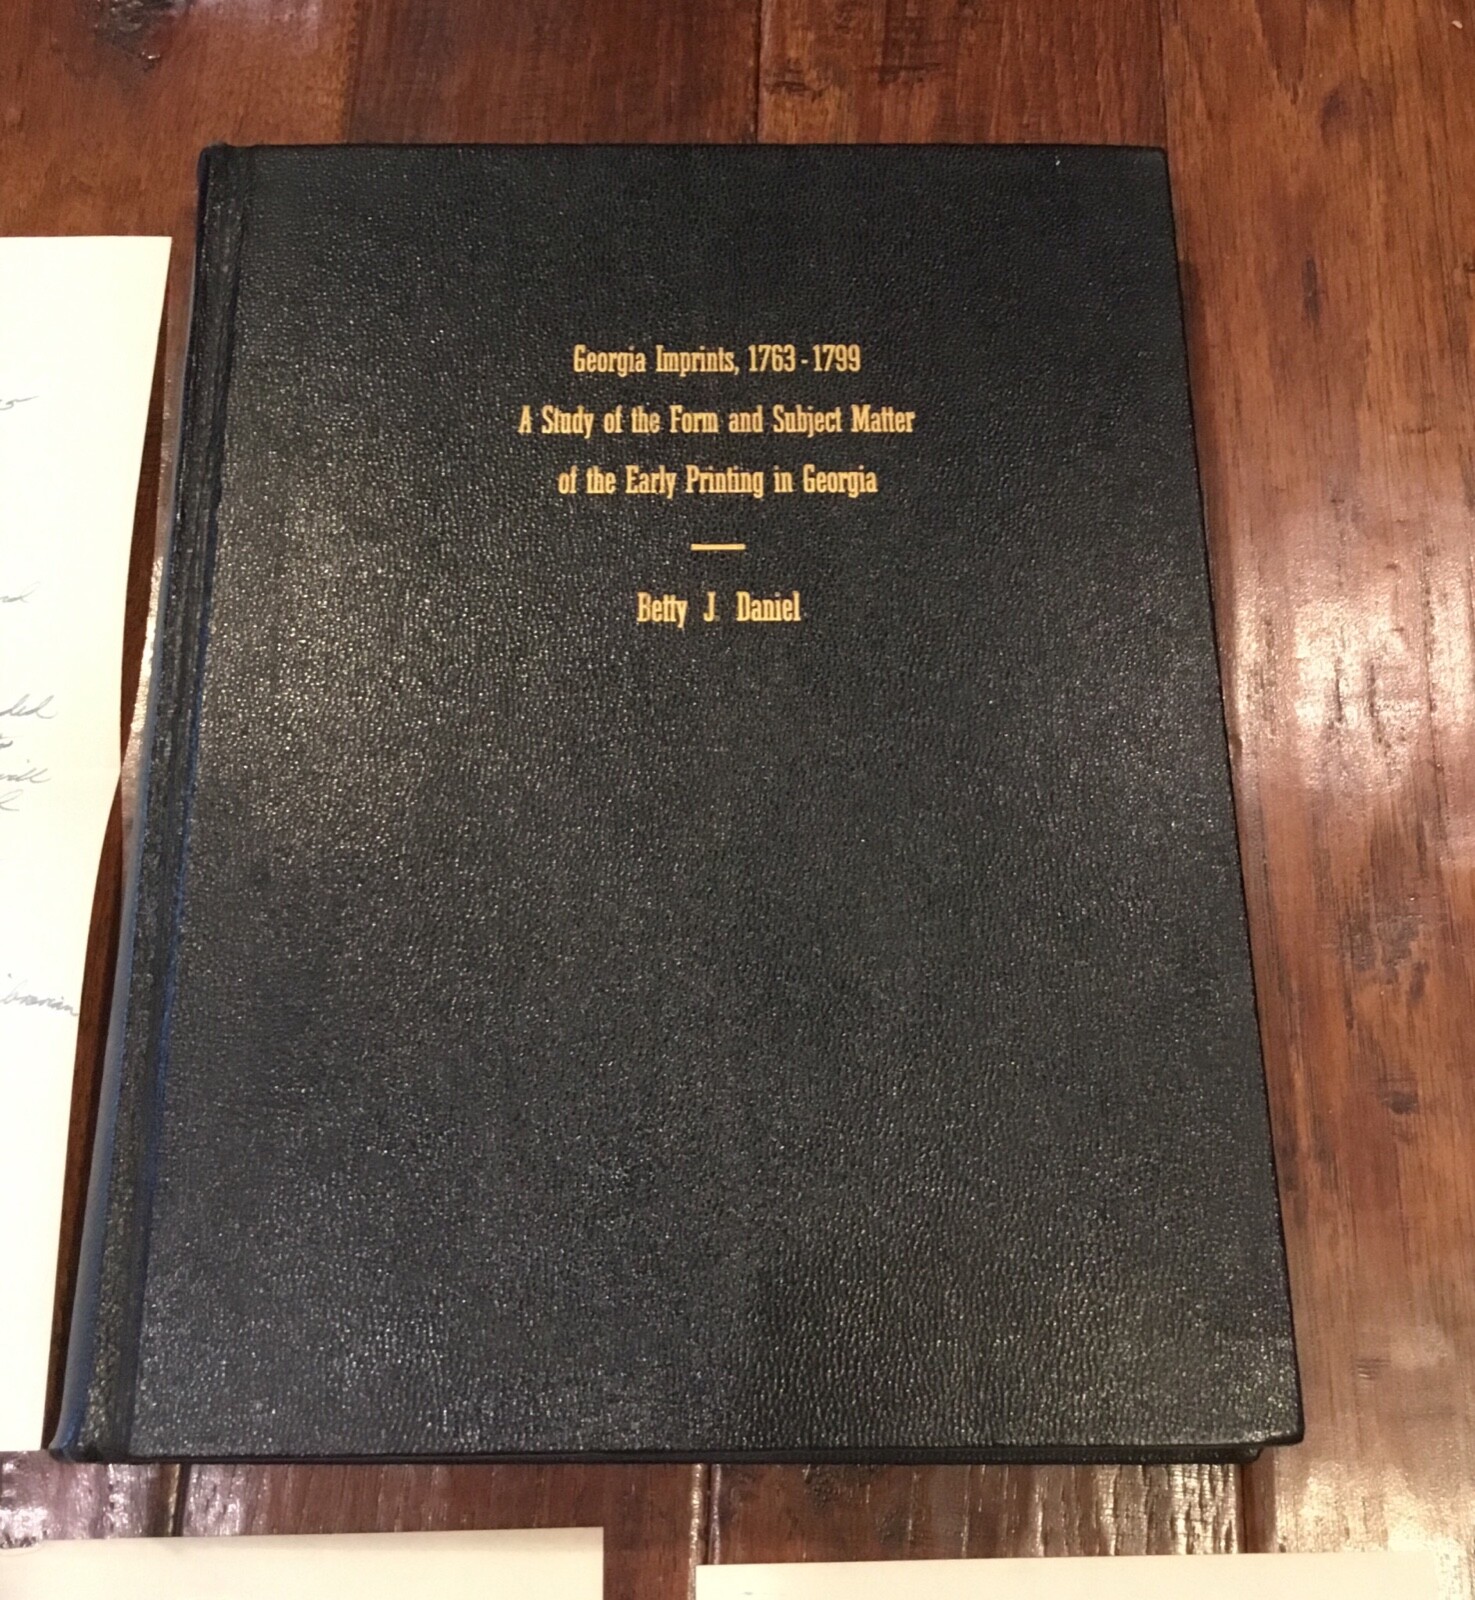 Georgia Imprints, 1763 - 1799
A Study of the Form and Subject Matter
of the Early Printing in Georgia
Betty J. Daniel